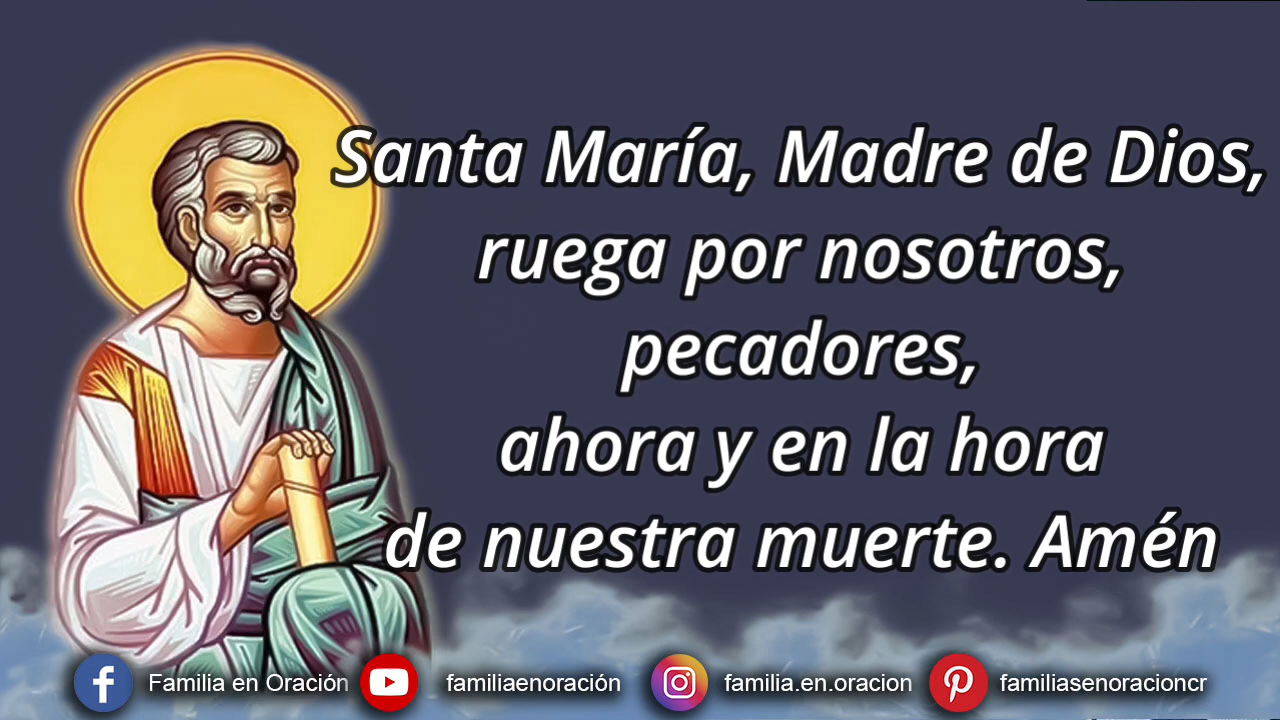 Santa María, Madre de Dios,
ruega por nosotros,
pecadores,
ahora y en la hora
de nuestra muerte. Amén
Familia en Oración
familiaenoración
familia.en.oracion
familiasenoracioncr